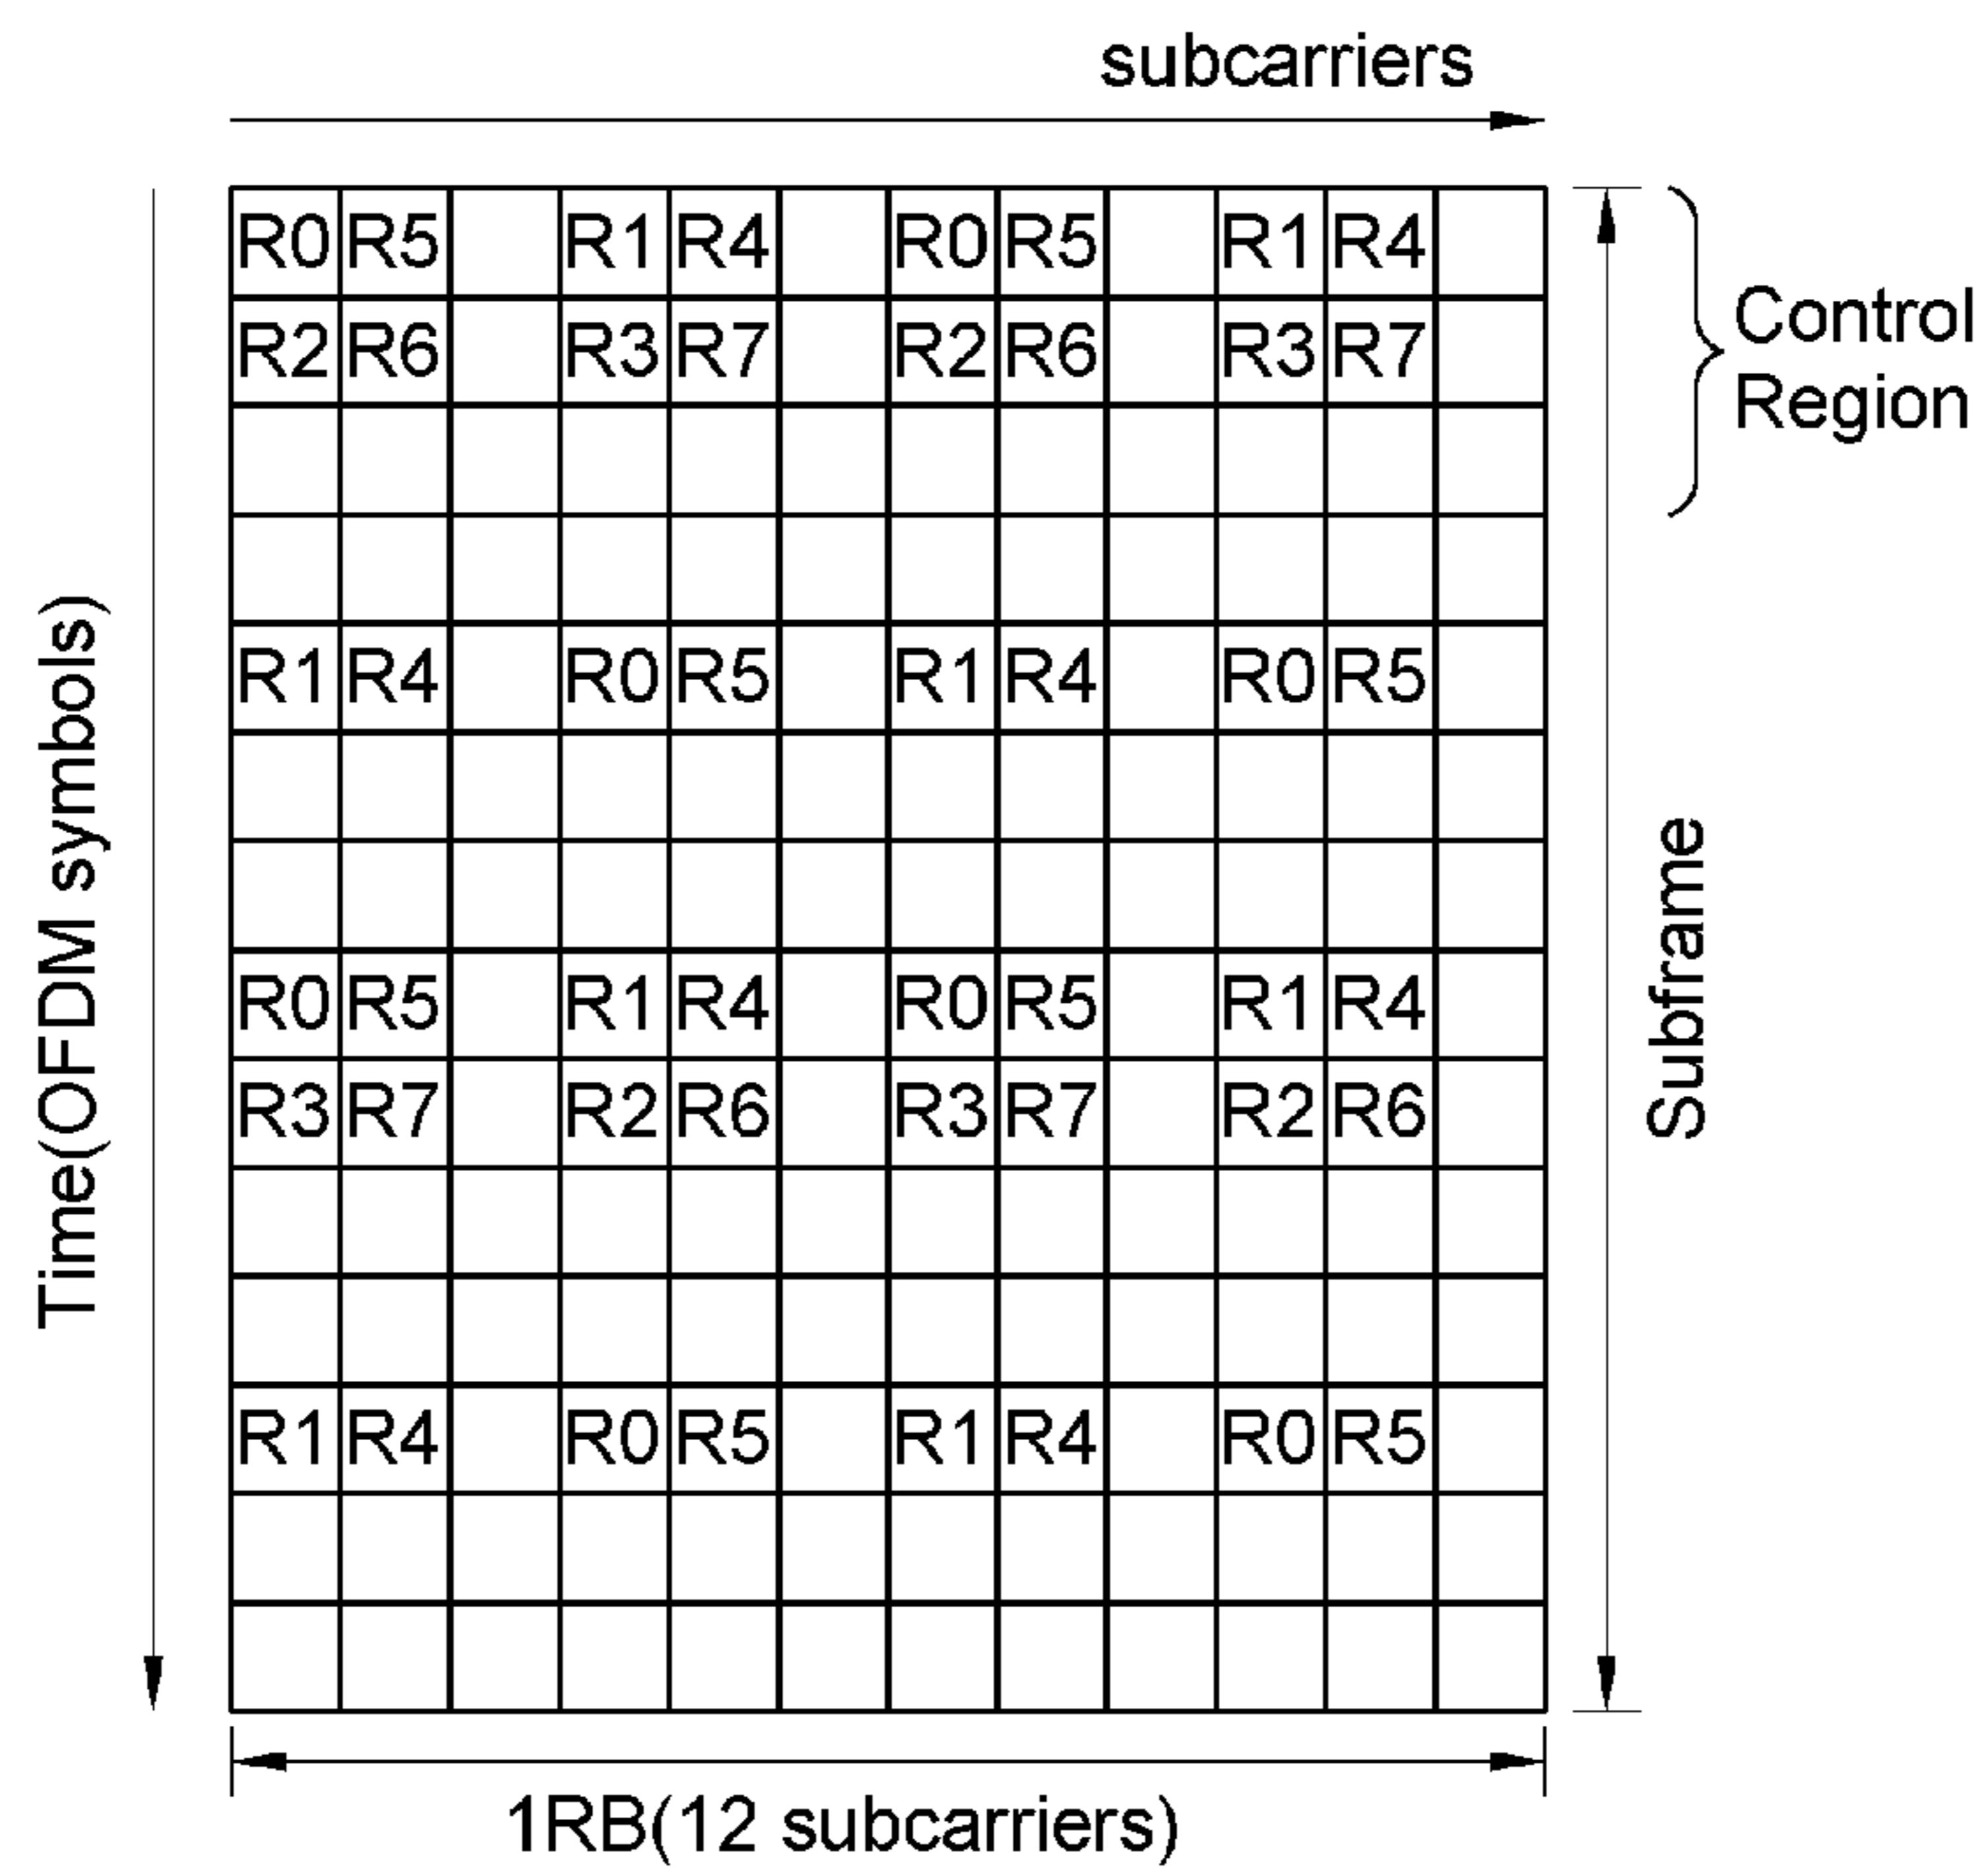 subcarriers
R0 R5 R1 R4 R0 R5 R1 R4
R2 R6 R3 R7 R2 R6 R3 R7
Control
Region
R1 R4 R0 R5 R1 R4 R0 R5
Time(OFDM symbols)
Subframe
R0 R5 R1 R4 R0 R5 R1 R4
R3 R7 R2 R6 R3 R7 R2 R6
R1 R4 R0 R5 R1 R4 R0 R5
1RB(12 subcarriers)